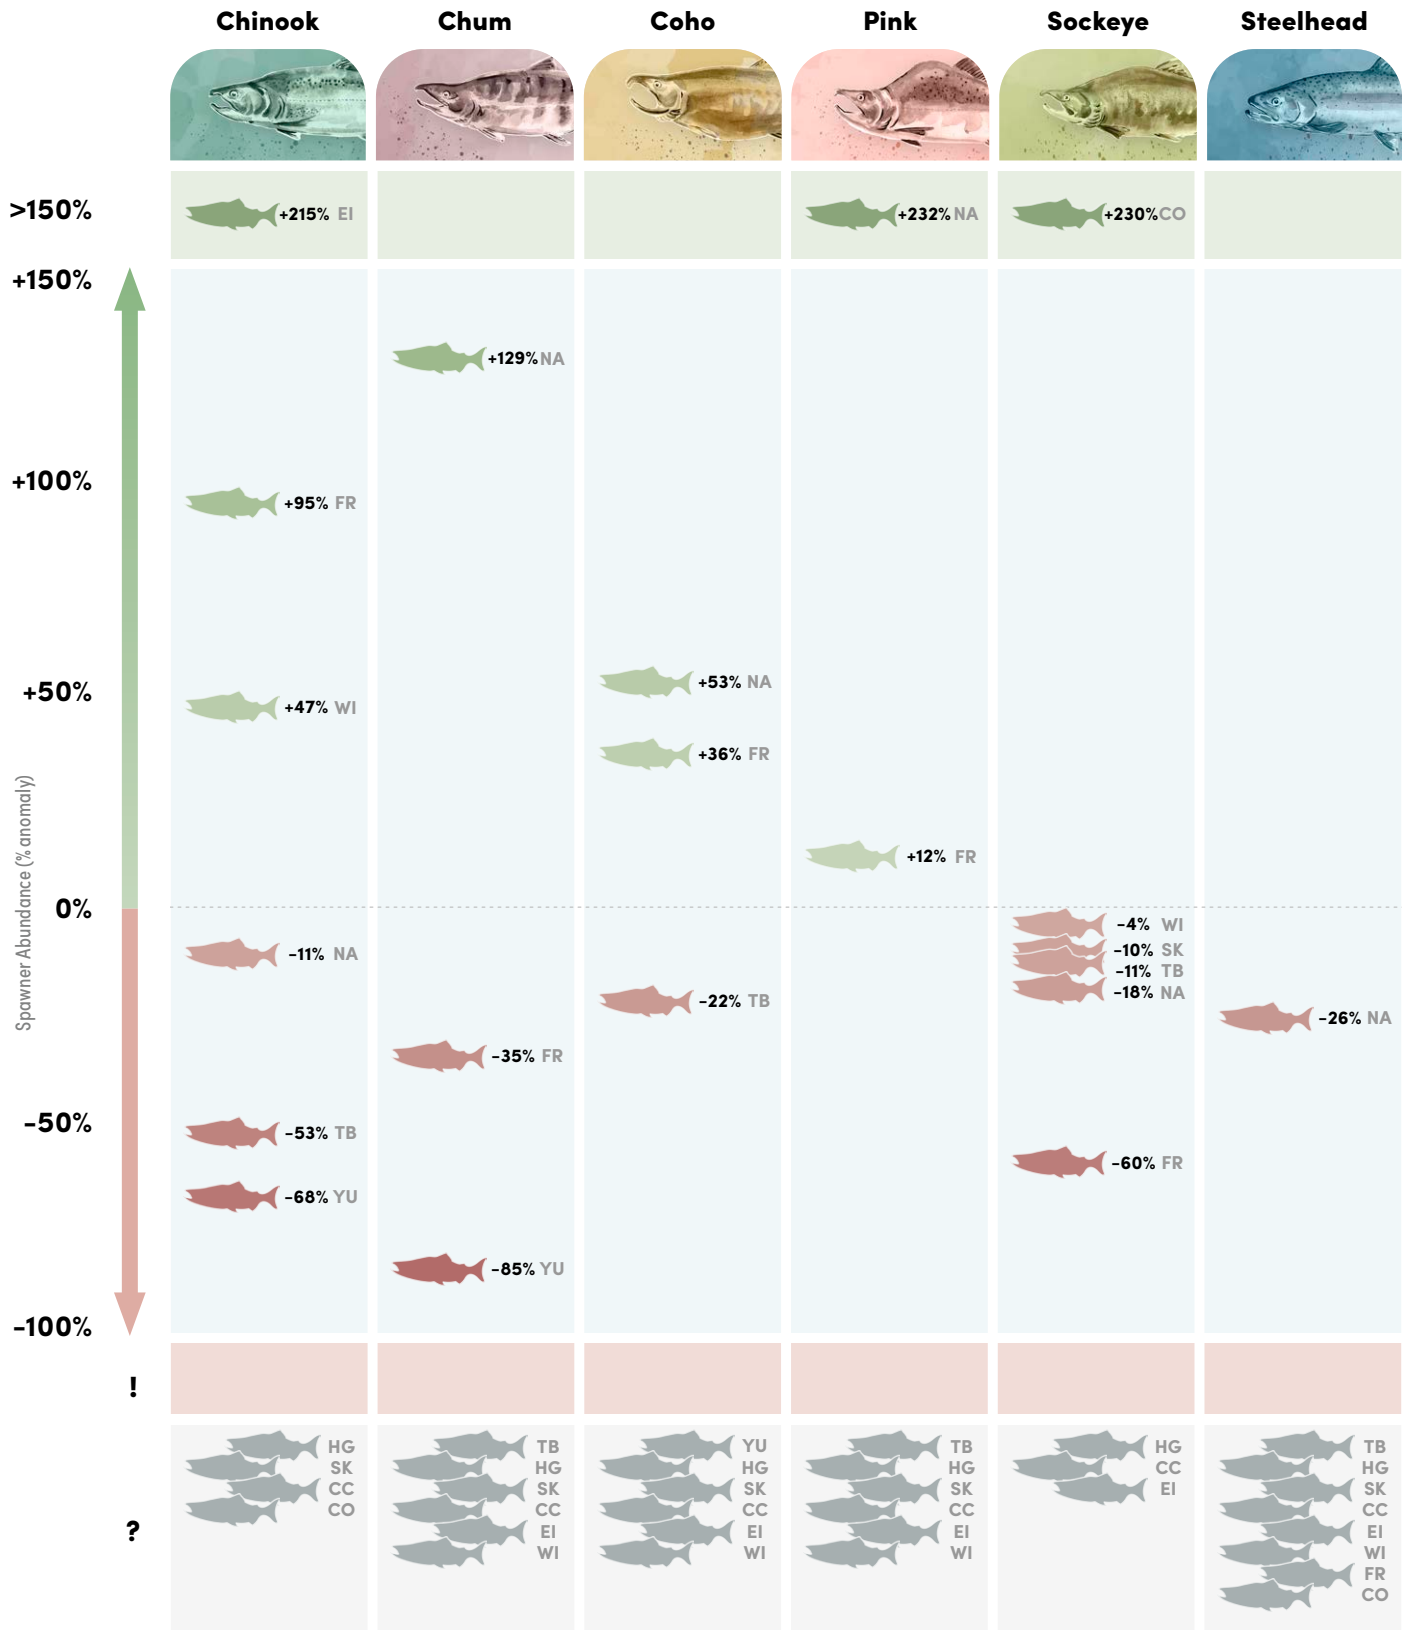 Chinook Chum Coho Pink Sockeye Steelhead
>150%
+215% EI
+232% NA
+230% CO
+150%
+129% NA
+100%
+95% FR
+50%
+47% WI
+53% NA
+36% FR
+12% FR
Spawner Abundance (% anomaly)
0%
-4% WI
-10% SK
-11% TB
-18% NA
-11% NA
-22% TB
-26% NA
-35% FR
-50%
-53% TB
-60% FR
-68% YU
-85% YU
-100%
!
?
HG
SK
CC
CO
TB
HG
SK
CC
EI
WI
YU
HG
SK
CC
EI
WI
TB
HG
SK
CC
EI
WI
HG
CC
EI
TB
HG
SK
CC
EI
WI
FR
CO